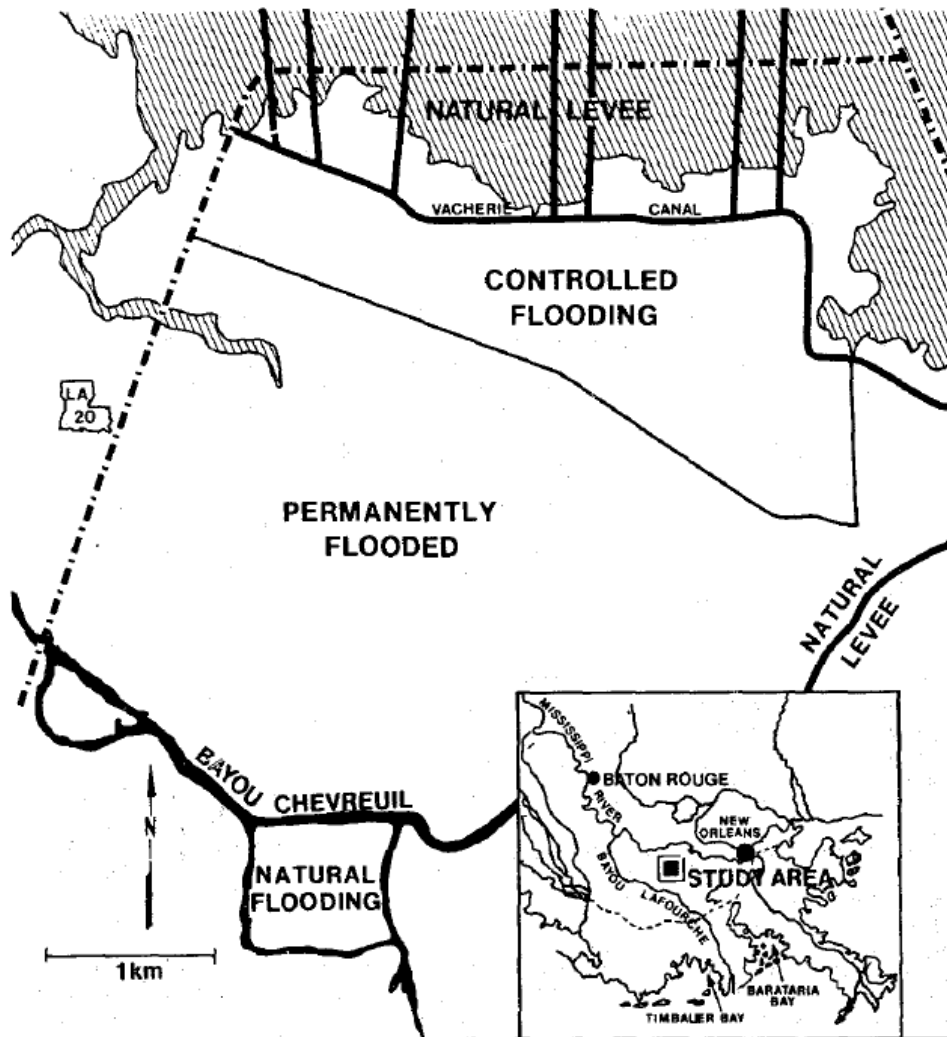 NATURAL LEVEE
VACHERIE CANAL
CONTROLLED
FLOODING
LA
20
PERMANENTLY
FLOODED
NATURAL
LEVEE
BAYOU CHEVREUIL
N
NATURAL
FLOODING
1km
MISSISSIPPI
RIVER
BATON ROUGE
NEW
ORLEANS
STUDY AREA
BAYOU
LAFOURCHE
BARATARIA
BAY
TIMBALIER BAY